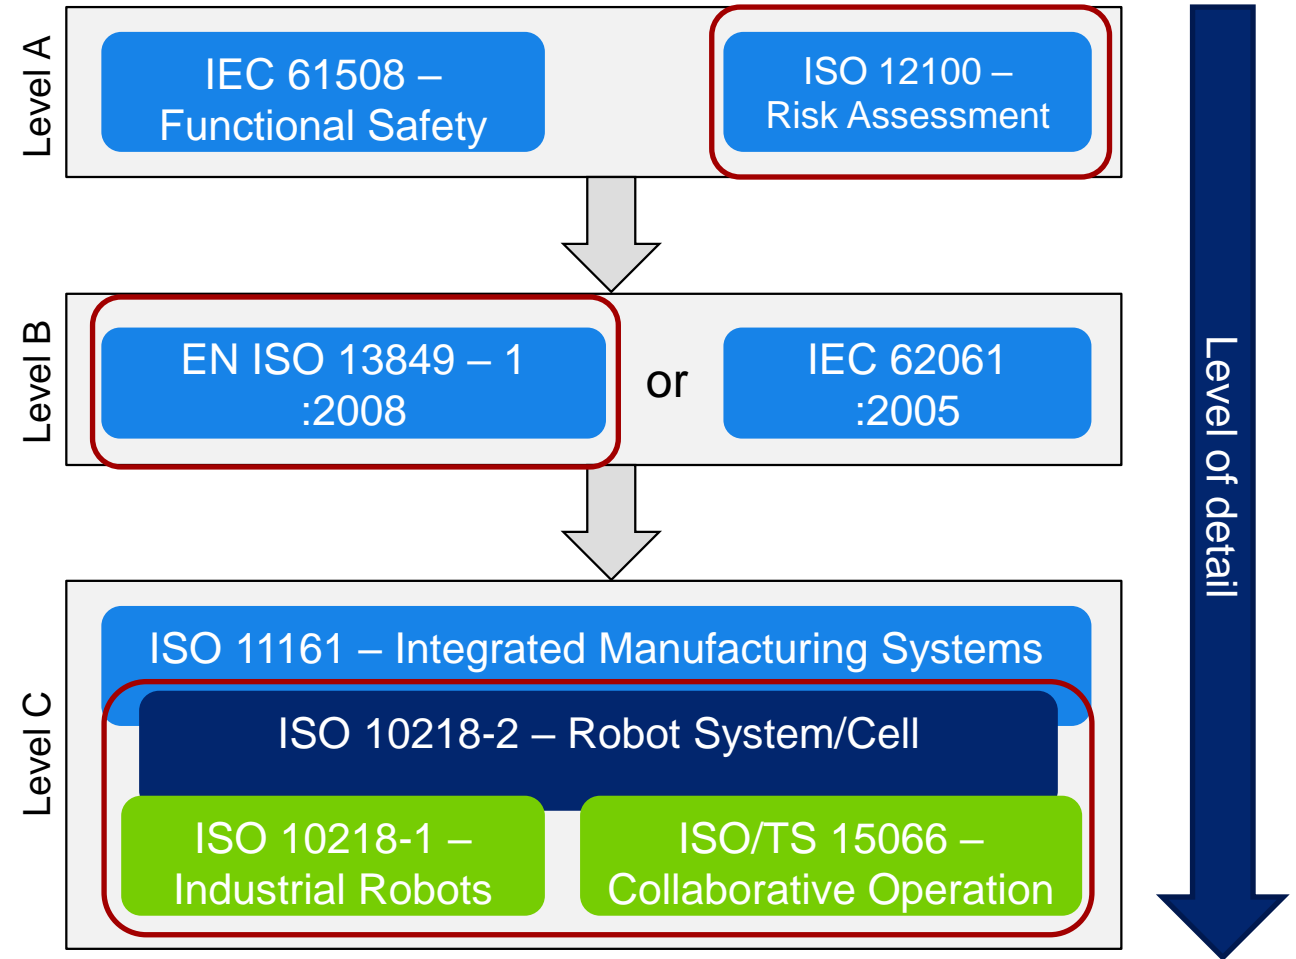 Level A
IEC 61508 –
Functional Safety
ISO 12100 –
Risk Assessment
Level B
EN ISO 13849 – 1
:2008
or
IEC 62061
:2005
Level C
ISO 11161 – Integrated Manufacturing Systems
ISO 10218-2 – Robot System/Cell
ISO 10218-1 –
Industrial Robots
ISO/TS 15066 –
Collaborative Operation
Level of detail